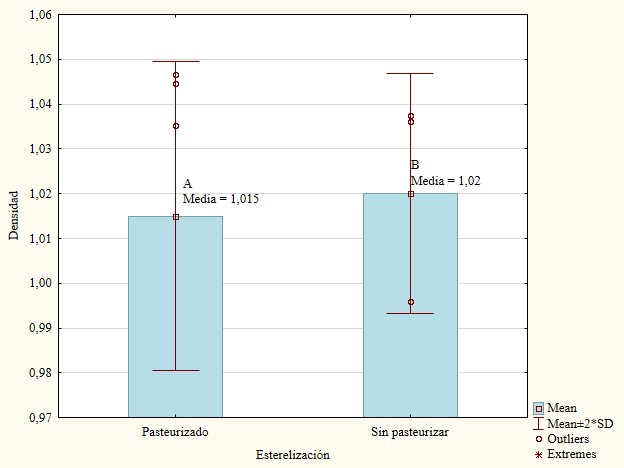 1,06
1,05
1,04
1,03
1,02
1,01
1,00
0,99
0,98
0,97
Densidad
A
Media = 1,015
B
Media = 1,02
Pasteurizado
Sin pasteurizar
Esterelización
Mean
Mean±2*SD
Outliers
Extremes